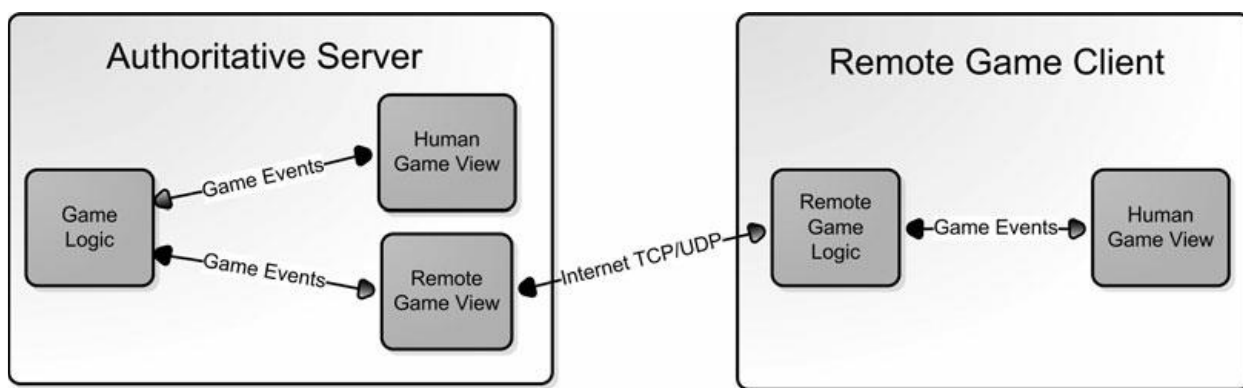 Authoritative Server
Human
Game View
Game Events
Game
Logic
Game Events
Remote
Game View
Internet TCP/UDP
Remote Game Client
Remote
Game
Logic
Game Events
Human
Game View